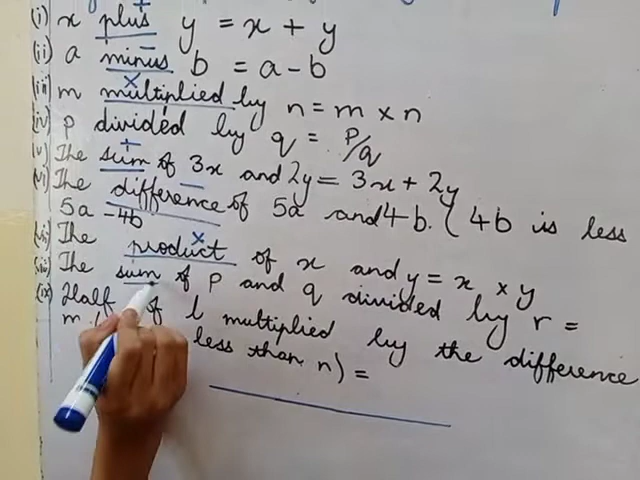 (i) x plus y = x + y
(ii) a minus b = a - b
(iii) m multiplied by n = m × n
(iv) p divided by q = P/q
(v) The sum of 3x and 2y = 3x + 2y
(vi) The difference of 5a and 4b. ( 4b is less
5a - 4b
(vii) The product of x and y = x × y
(viii) The sum of p and q divided by r =
(ix) Half of l multiplied by the difference
m less than n) =